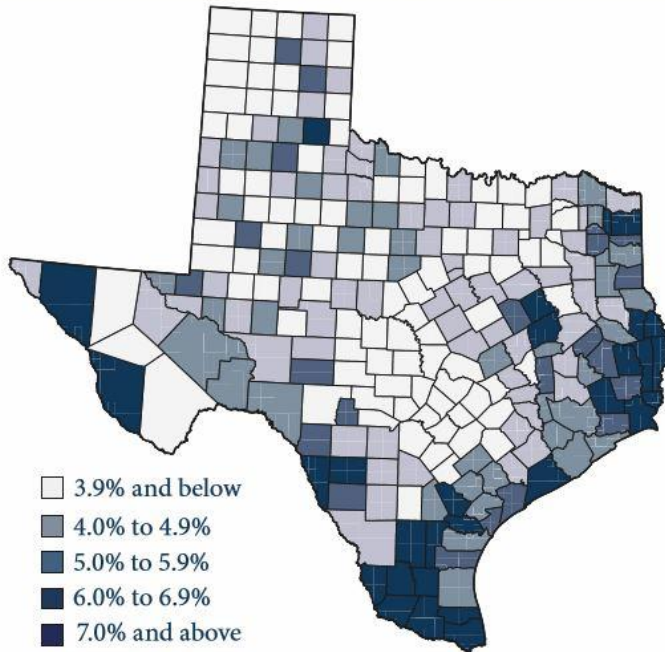 3.9% and below
4.0% to 4.9%
5.0% to 5.9%
6.0% to 6.9%
7.0% and above